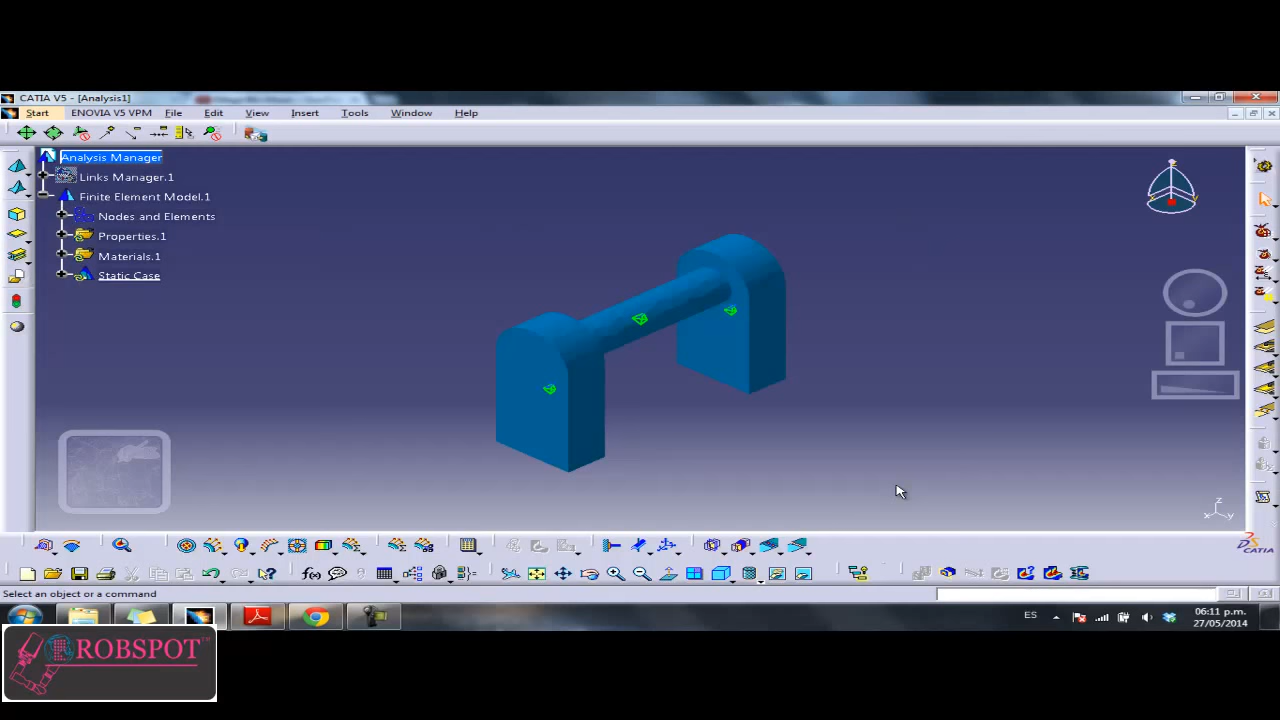 CATIA V5 - [Analysis1]
Start ENOVIA V5 VPM File Edit View Insert Tools Window Help
Analysis Manager
Links Manager.1
Finite Element Model.1
Nodes and Elements
Properties.1
Materials.1
Static Case
z
x y
CATIA
f(x)
Select an object or a command
ES
06:11 p.m.
27/05/2014
ROBSPOT™